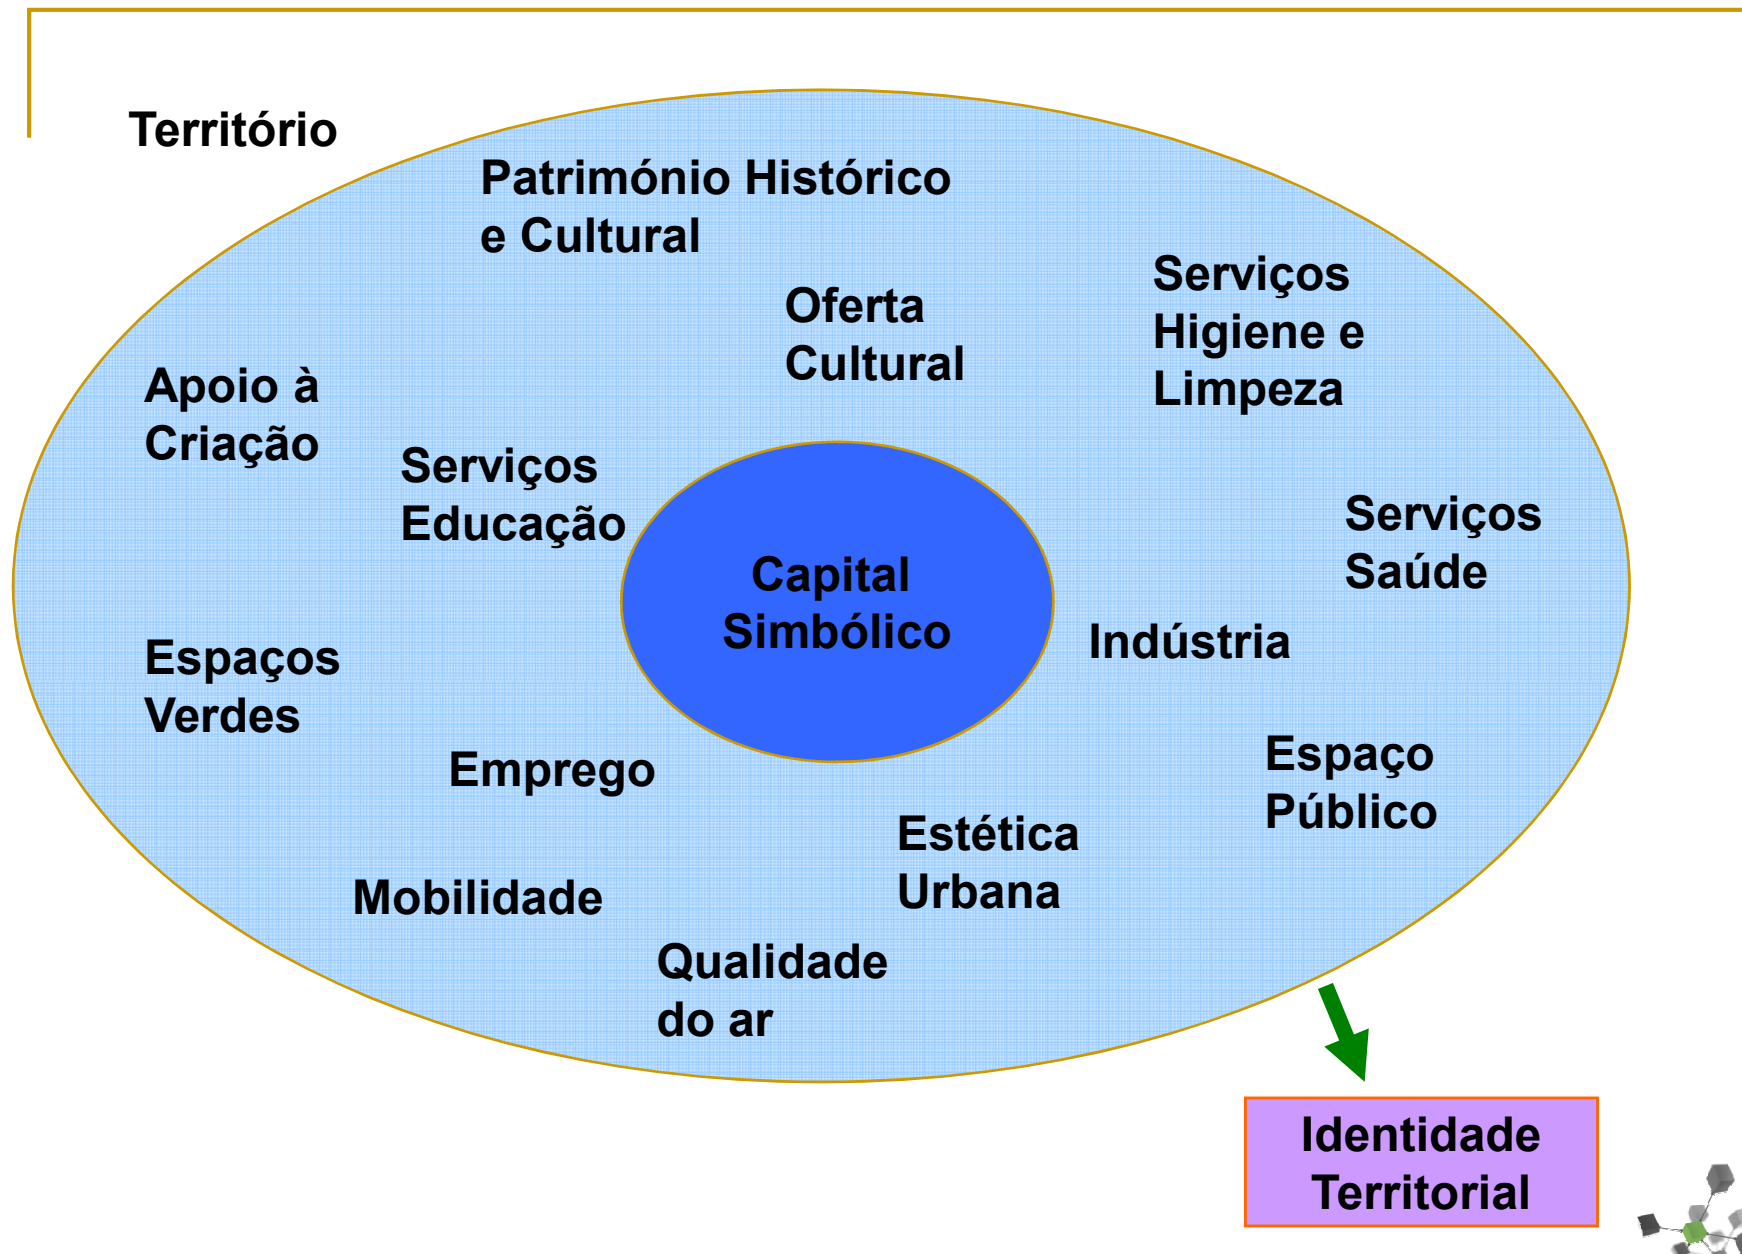 Território
Património Histórico
e Cultural
Oferta
Cultural
Serviços
Higiene e
Limpeza
Apoio à
Criação
Serviços
Educação
Serviços
Saúde
Capital
Simbólico
Indústria
Espaços
Verdes
Emprego
Espaço
Público
Estética
Urbana
Mobilidade
Qualidade
do ar
Identidade
Territorial